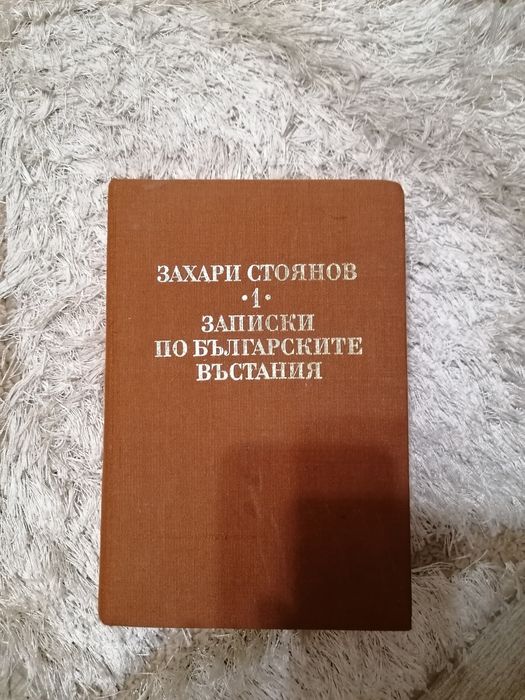 ЗАХАРИ СТОЯНОВ
·1·
ЗАПИСКИ
ПО БЪЛГАРСКИТЕ
ВЪСТАНИЯ